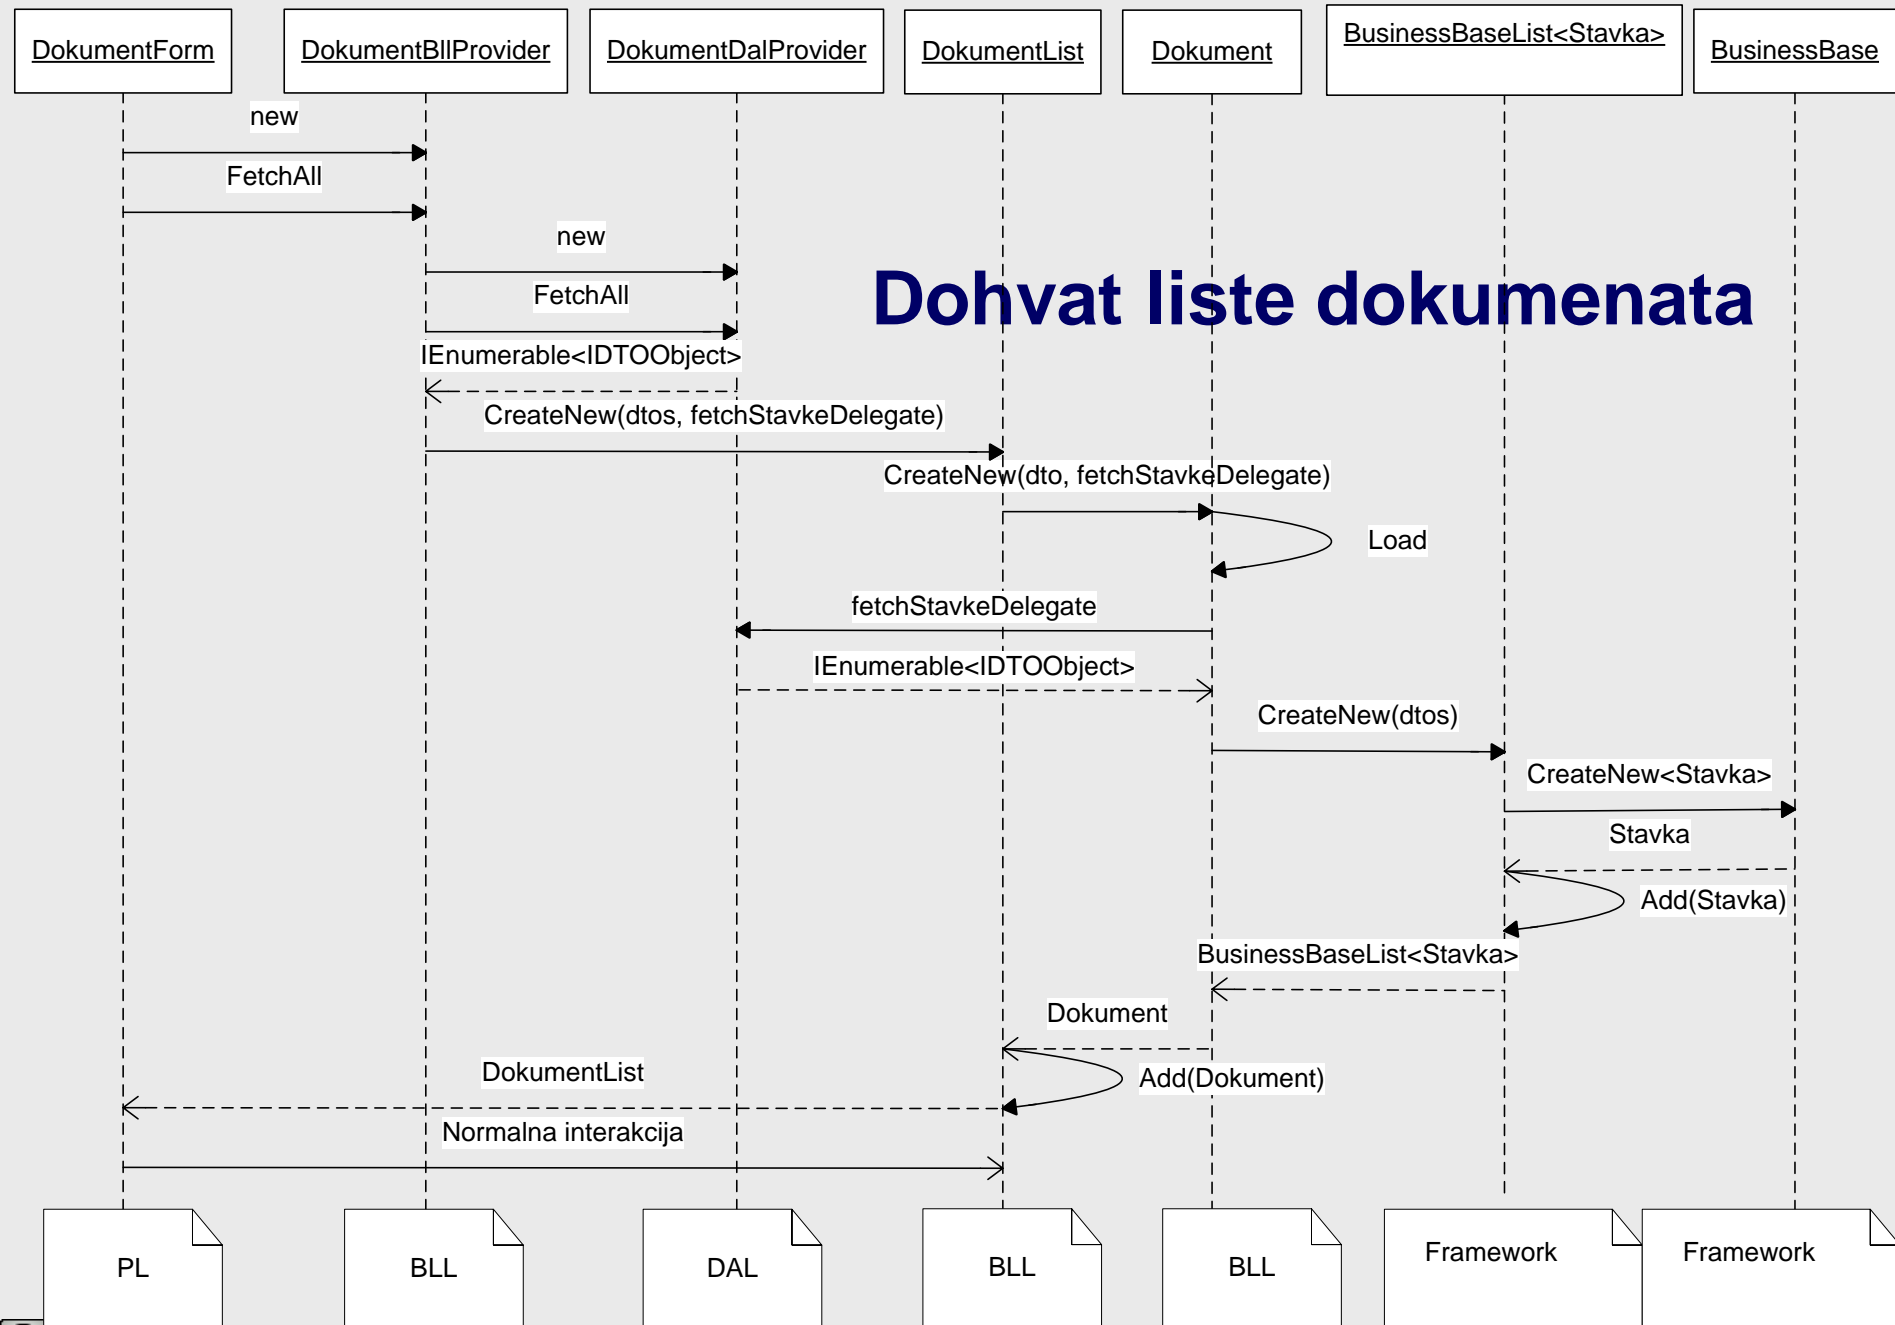 DokumentForm
DokumentBllProvider
DokumentDalProvider
DokumentList
Dokument
BusinessBaseList<Stavka>
BusinessBase
new
FetchAll
new
Dohvat liste dokumenata
FetchAll
IEnumerable<IDTOObject>
CreateNew(dtos, fetchStavkeDelegate)
CreateNew(dto, fetchStavkeDelegate)
Load
fetchStavkeDelegate
IEnumerable<IDTOObject>
CreateNew(dtos)
CreateNew<Stavka>
Stavka
Add(Stavka)
BusinessBaseList<Stavka>
Dokument
DokumentList
Add(Dokument)
Normalna interakcija
PL
BLL
DAL
BLL
BLL
Framework
Framework